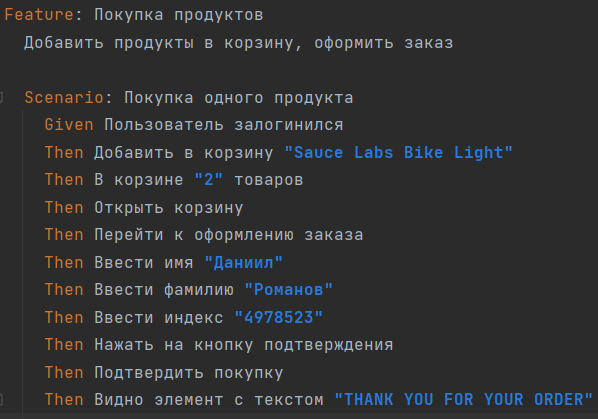 Feature: Покупка продуктов
Добавить продукты в корзину, оформить заказ
Scenario: Покупка одного продукта
Given Пользователь залогинился
Then Добавить в корзину "Sauce Labs Bike Light"
Then В корзине "2" товаров
Then Открыть корзину
Then Перейти к оформлению заказа
Then Ввести имя "Даниил"
Then Ввести фамилию "Романов"
Then Ввести индекс "4978523"
Then Нажать на кнопку подтверждения
Then Подтвердить покупку
Then Видно элемент с текстом "THANK YOU FOR YOUR ORDER"